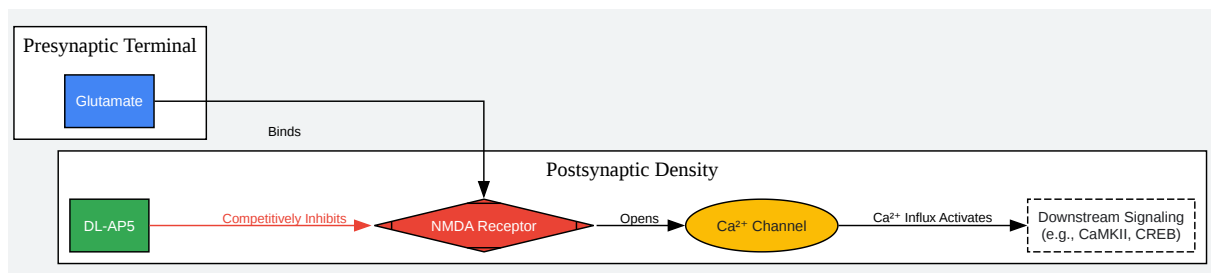 Presynaptic Terminal
Glutamate
Binds
Postsynaptic Density
DL-AP5
Competitively Inhibits
NMDA Receptor
Opens
Ca²⁺ Channel
Ca²⁺ Influx Activates
Downstream Signaling
(e.g., CaMKII, CREB)